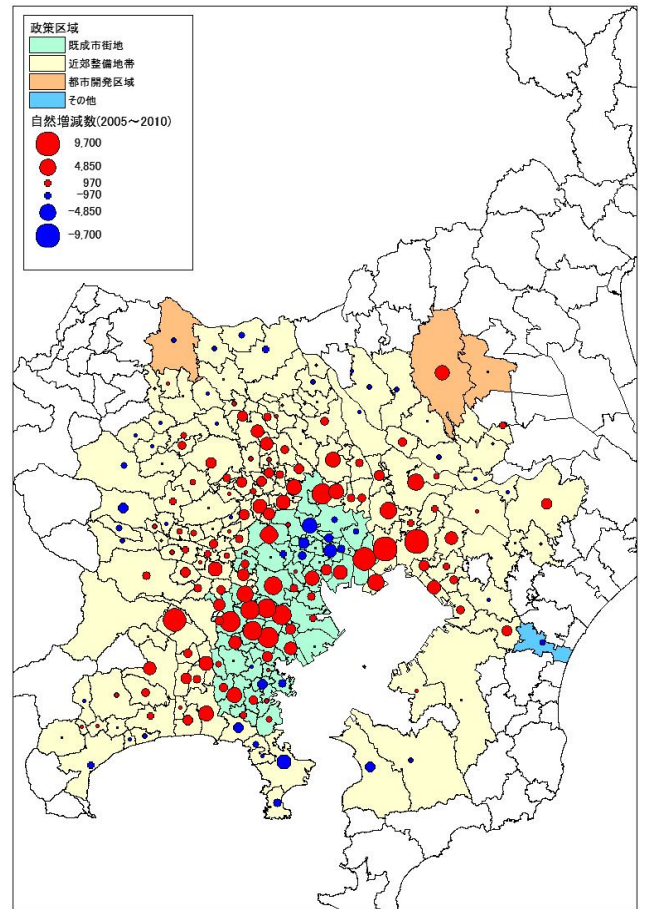 政策区域
既成市街地
近郊整備地帯
都市開発区域
その他
自然増減数(2005～2010)
9,700
4,850
970
-970
-4,850
-9,700